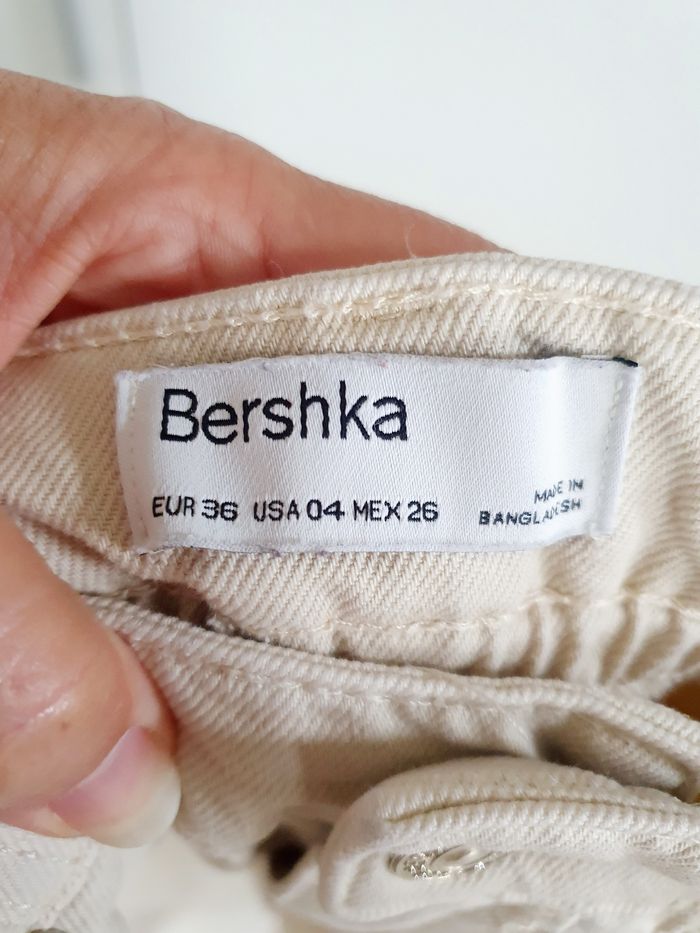 Bershka
EUR 36 USA 04 MEX 26
MADE IN
BANGLADESH